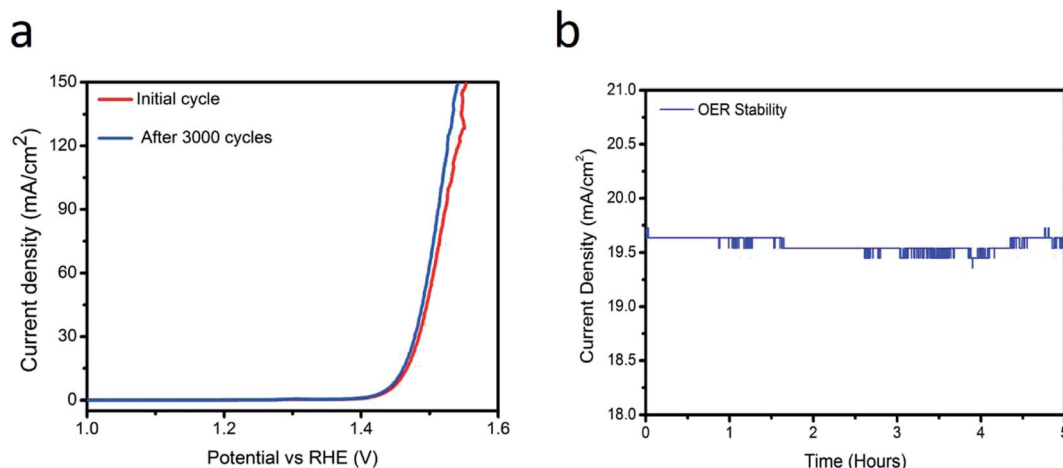 a
150
120
90
60
30
0
Current density (mA/cm²)
Initial cycle
After 3000 cycles
1.0 1.2 1.4 1.6
Potential vs RHE (V)
b
21.0
20.5
20.0
19.5
19.0
18.5
18.0
Current Density (mA/cm²)
OER Stability
0 1 2 3 4 5
Time (Hours)